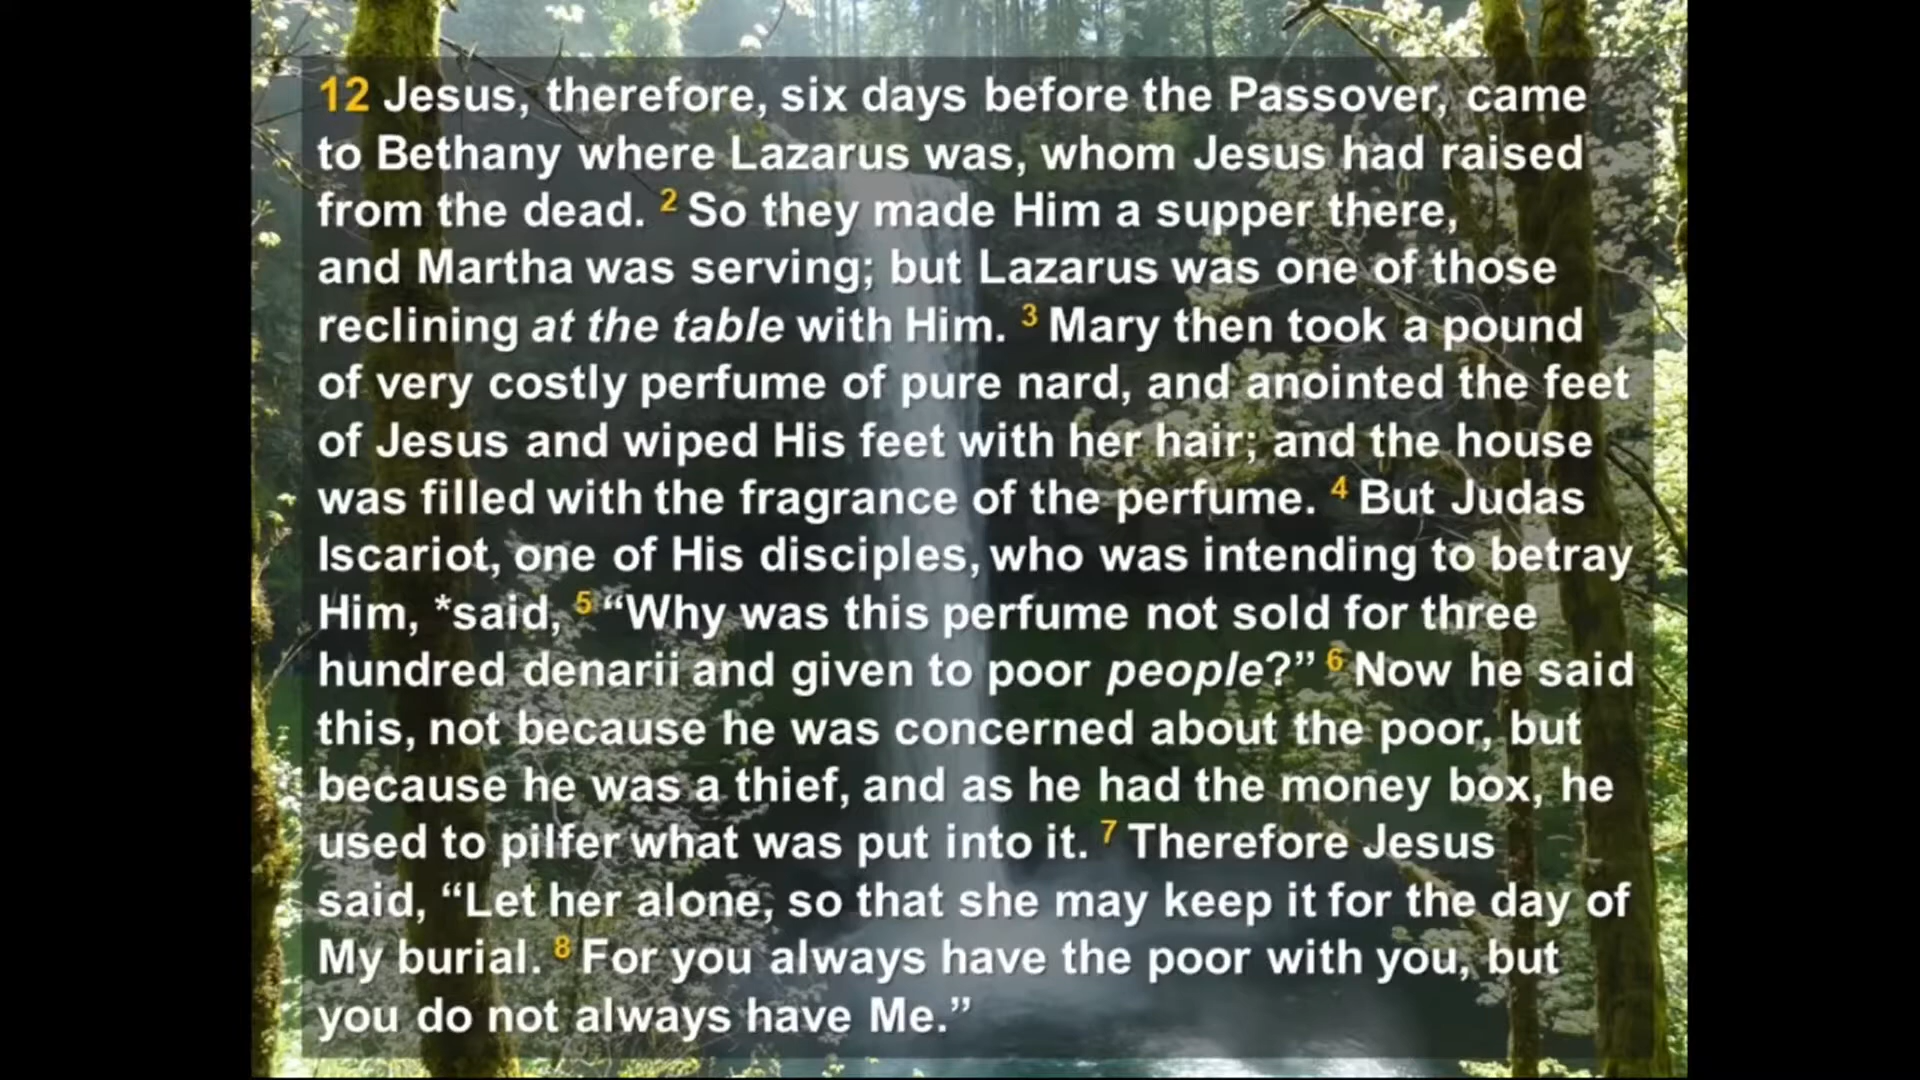 12 Jesus, therefore, six days before the Passover, came
to Bethany where Lazarus was, whom Jesus had raised
from the dead. 2 So they made Him a supper there,
and Martha was serving; but Lazarus was one of those
reclining at the table with Him. 3 Mary then took a pound
of very costly perfume of pure nard, and anointed the feet
of Jesus and wiped His feet with her hair; and the house
was filled with the fragrance of the perfume. 4 But Judas
Iscariot, one of His disciples, who was intending to betray
Him, *said, 5 “Why was this perfume not sold for three
hundred denarii and given to poor people?” 6 Now he said
this, not because he was concerned about the poor, but
because he was a thief, and as he had the money box, he
used to pilfer what was put into it. 7 Therefore Jesus
said, “Let her alone, so that she may keep it for the day of
My burial. 8 For you always have the poor with you, but
you do not always have Me.”